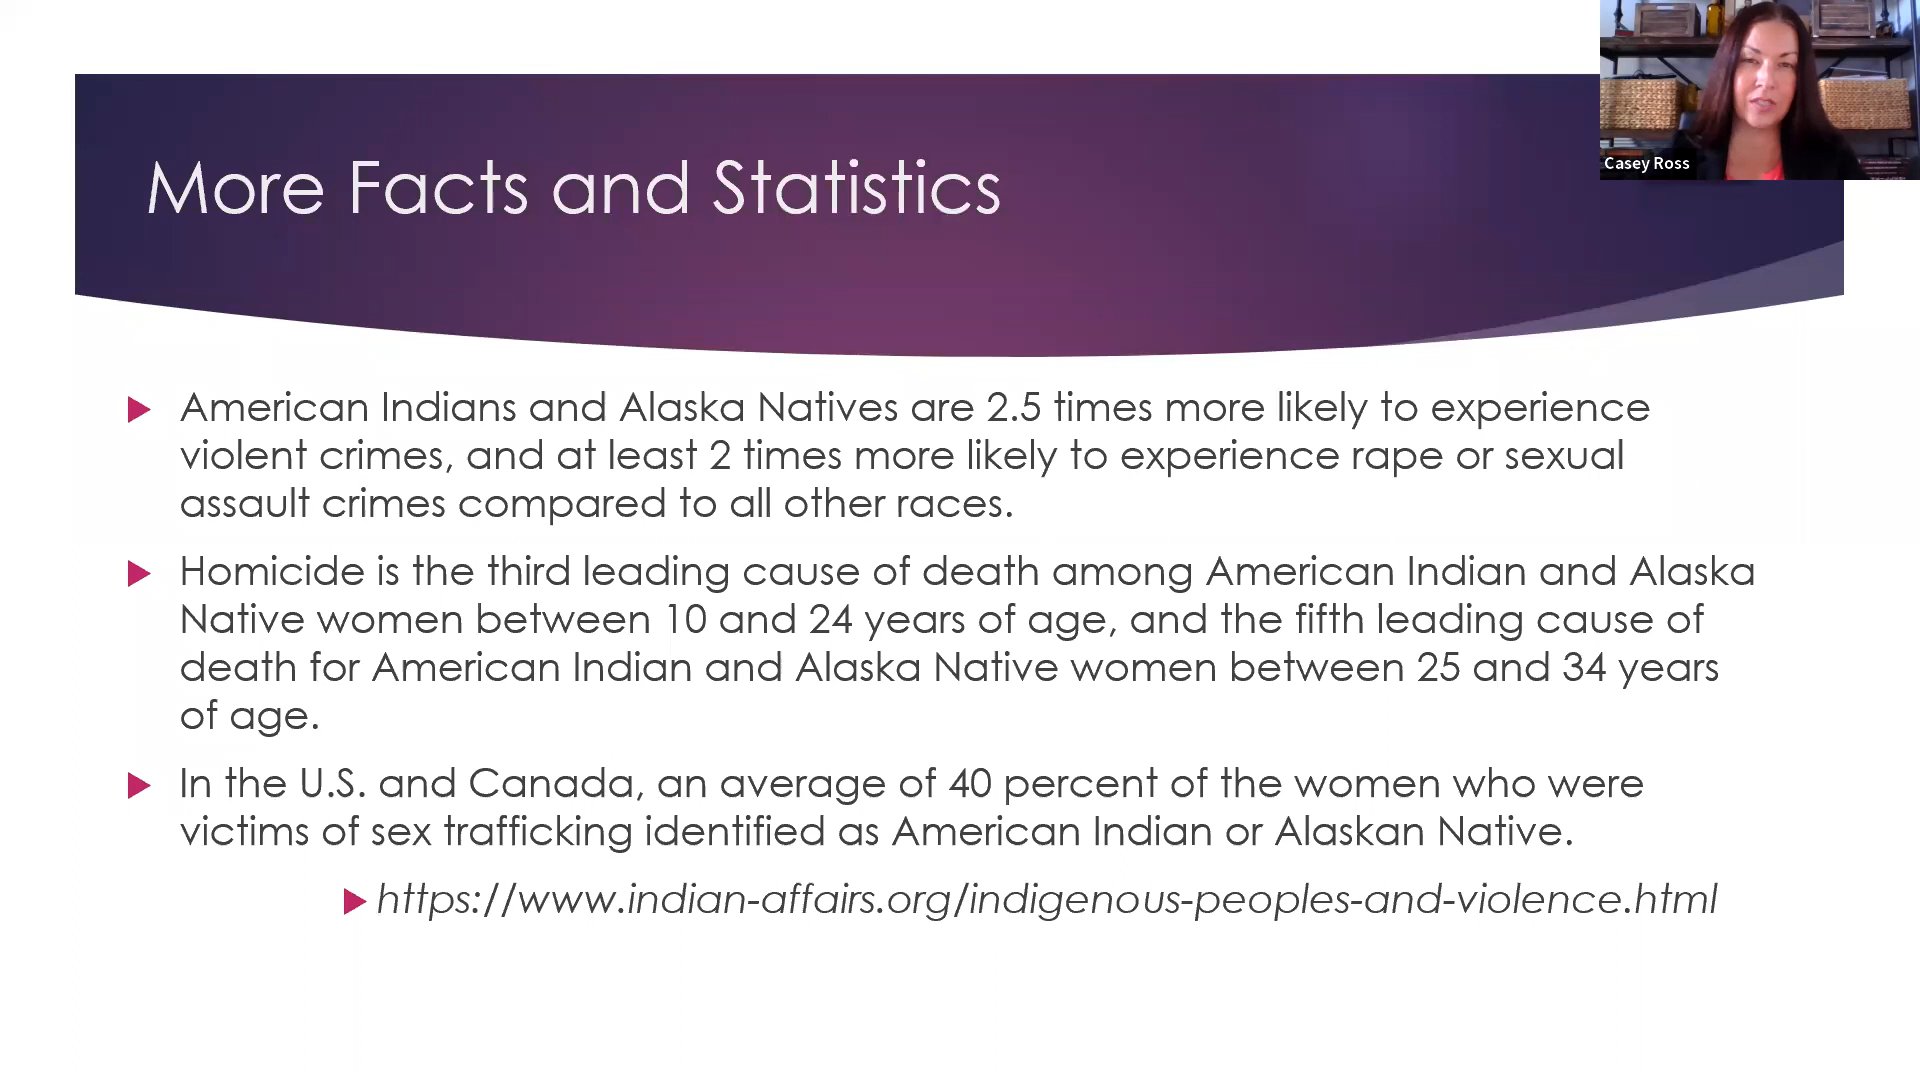 Casey Ross
More Facts and Statistics
American Indians and Alaska Natives are 2.5 times more likely to experience
violent crimes, and at least 2 times more likely to experience rape or sexual
assault crimes compared to all other races.
Homicide is the third leading cause of death among American Indian and Alaska
Native women between 10 and 24 years of age, and the fifth leading cause of
death for American Indian and Alaska Native women between 25 and 34 years
of age.
In the U.S. and Canada, an average of 40 percent of the women who were
victims of sex trafficking identified as American Indian or Alaskan Native.
https://www.indian-affairs.org/indigenous-peoples-and-violence.html